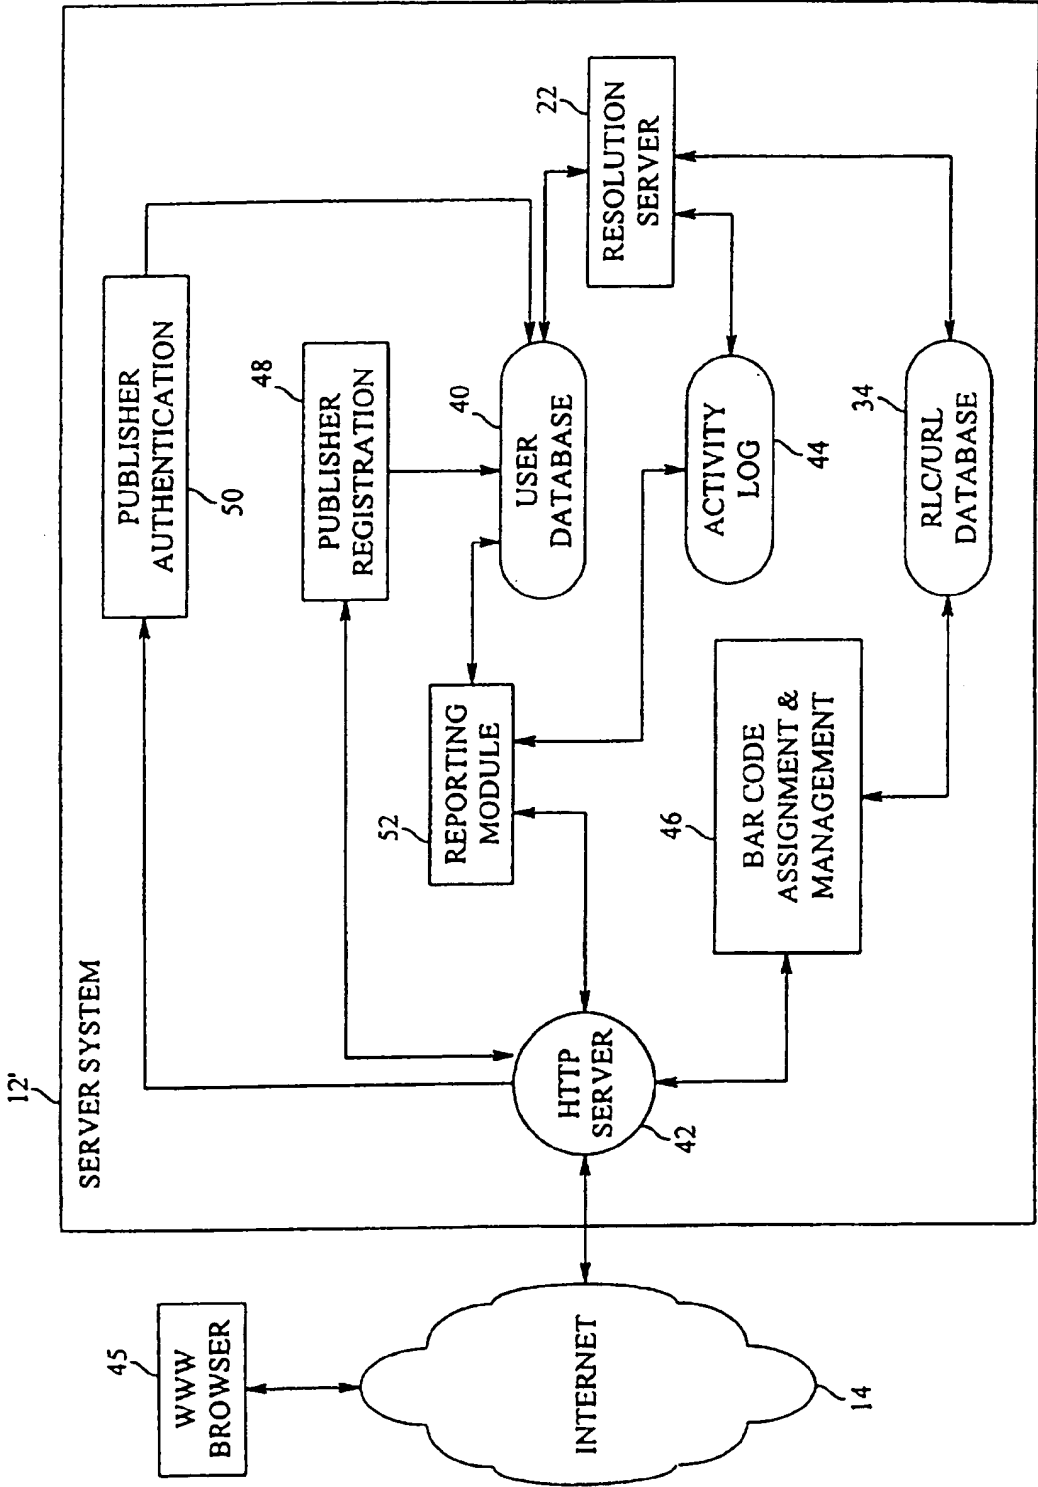 12'
SERVER SYSTEM
45
WWW
BROWSER
INTERNET
14
HTTP
SERVER
42
PUBLISHER
AUTHENTICATION
50
48
PUBLISHER
REGISTRATION
52
REPORTING
MODULE
40
USER
DATABASE
22
RESOLUTION
SERVER
ACTIVITY
LOG
44
46
BAR CODE
ASSIGNMENT &
MANAGEMENT
34
RLC/URL
DATABASE